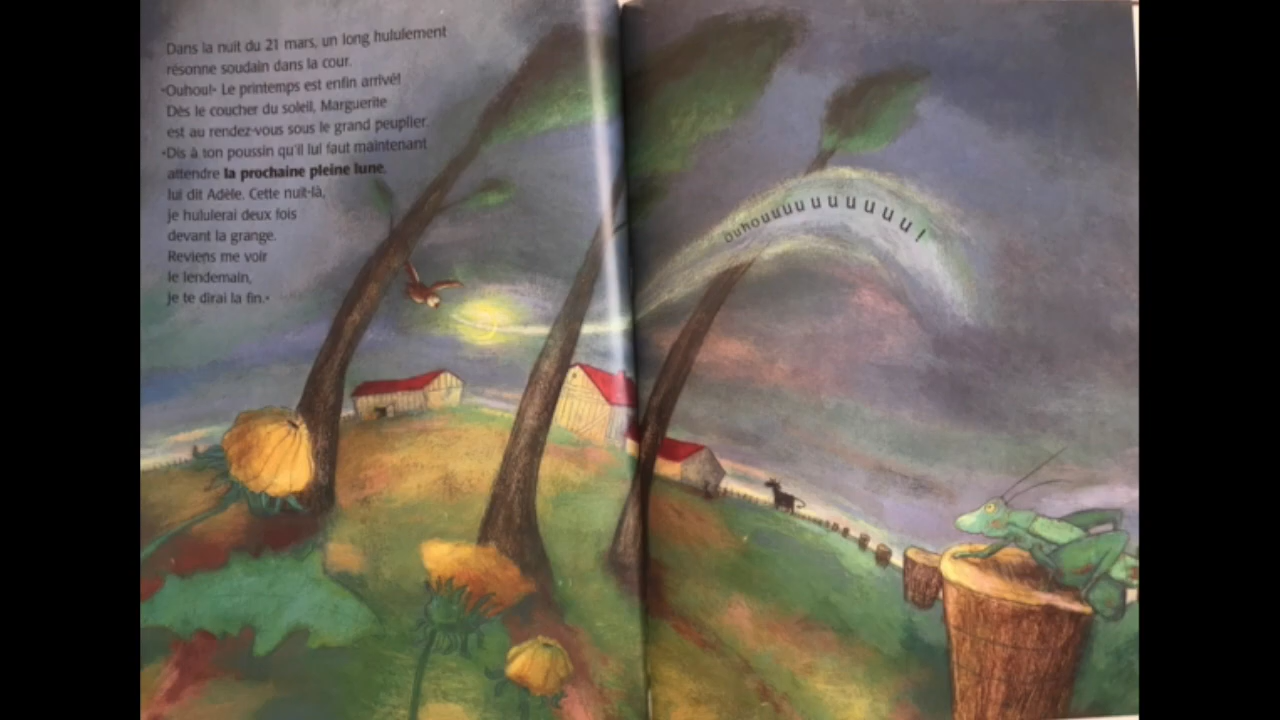 Dans la nuit du 21 mars, un long hululement
résonne soudain dans la cour.
«Ouhou!» Le printemps est enfin arrivé!
Dès le coucher du soleil, Marguerite
est au rendez-vous sous le grand peuplier.
«Dis à ton poussin qu'il lui faut maintenant
attendre la prochaine pleine lune,
lui dit Adèle. Cette nuit-là,
je hululerai deux fois
devant la grange.
Reviens me voir
le lendemain,
je te dirai la fin.»
Ouhouuuuuuuuuuu!